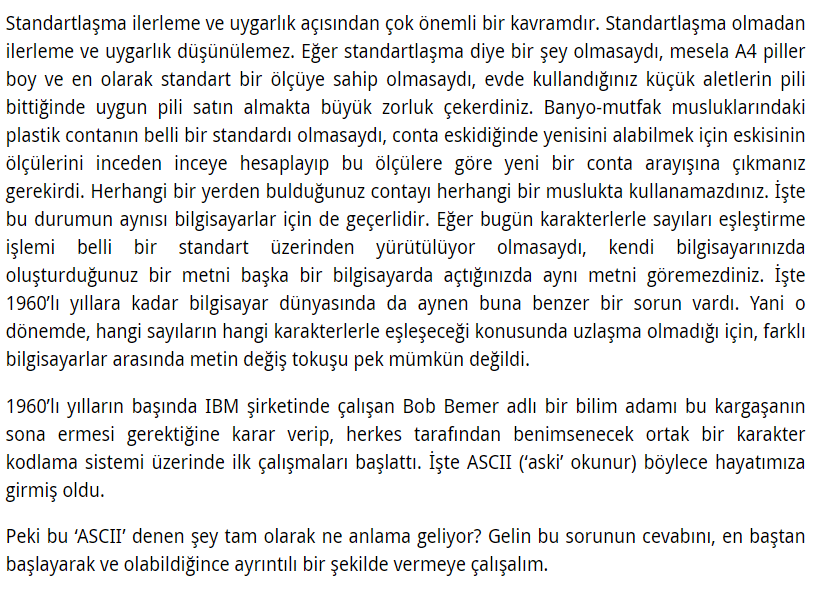 Standartlaşma ilerleme ve uygarlık açısından çok önemli bir kavramdır. Standartlaşma olmadan
ilerleme ve uygarlık düşünülemez. Eğer standartlaşma diye bir şey olmasaydı, mesela A4 piller
boy ve en olarak standart bir ölçüye sahip olmasaydı, evde kullandığınız küçük aletlerin pili
bittiğinde uygun pili satın almakta büyük zorluk çekerdiniz. Banyo-mutfak musluklarındaki
plastik contanın belli bir standardı olmasaydı, conta eskidiğinde yenisini alabilmek için eskisinin
ölçülerini inceden inceye hesaplayıp bu ölçülere göre yeni bir conta arayışına çıkmanız
gerekirdi. Herhangi bir yerden bulduğunuz contayı herhangi bir muslukta kullanamazdınız. İşte
bu durumun aynısı bilgisayarlar için de geçerlidir. Eğer bugün karakterlerle sayıları eşleştirme
işlemi belli bir standart üzerinden yürütülüyor olmasaydı, kendi bilgisayarınızda
oluşturduğunuz bir metni başka bir bilgisayarda açtığınızda aynı metni göremezdiniz. İşte
1960’lı yıllara kadar bilgisayar dünyasında da aynen buna benzer bir sorun vardı. Yani o
dönemde, hangi sayıların hangi karakterlerle eşleşeceği konusunda uzlaşma olmadığı için, farklı
bilgisayarlar arasında metin değiş tokuşu pek mümkün değildi.
1960’lı yılların başında IBM şirketinde çalışan Bob Bemer adlı bir bilim adamı bu kargaşanın
sona ermesi gerektiğine karar verip, herkes tarafından benimsenecek ortak bir karakter
kodlama sistemi üzerinde ilk çalışmaları başlattı. İşte ASCII (‘aski’ okunur) böylece hayatımıza
girmiş oldu.
Peki bu ‘ASCII’ denen şey tam olarak ne anlama geliyor? Gelin bu sorunun cevabını, en baştan
başlayarak ve olabildiğince ayrıntılı bir şekilde vermeye çalışalım.